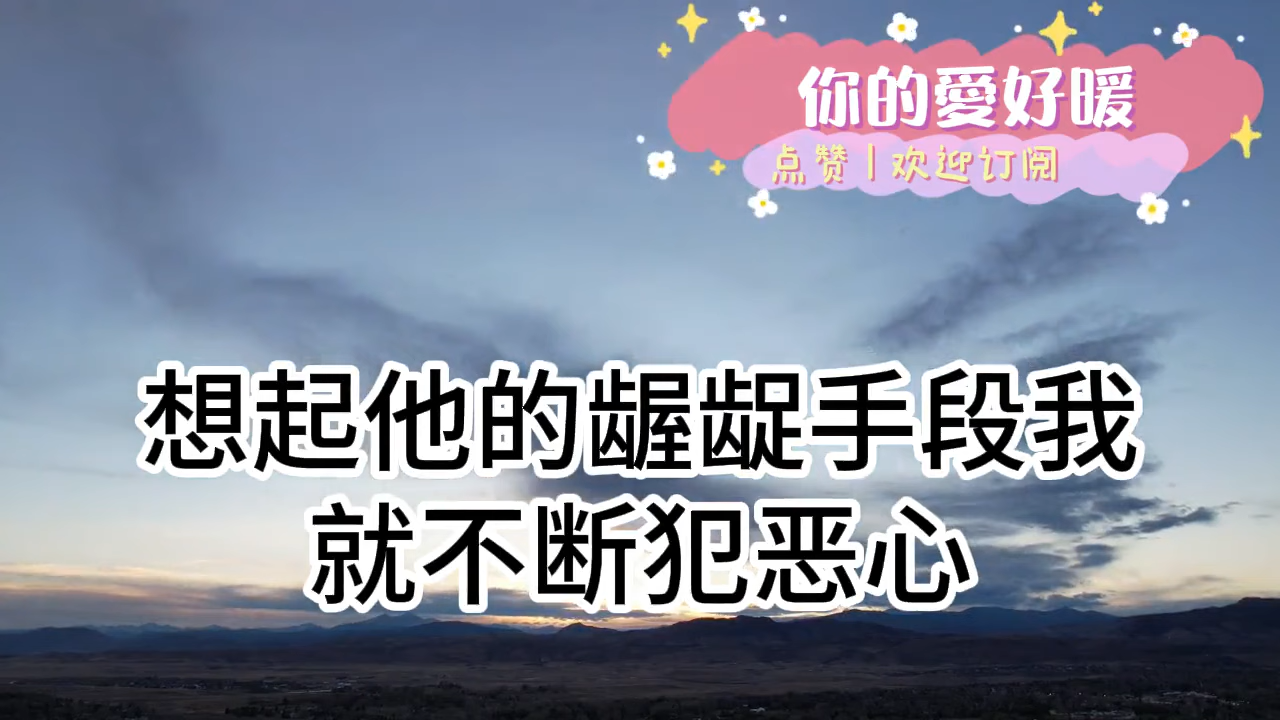 你的愛好暖
点赞|欢迎订阅
想起他的龌龊手段我
就不断犯恶心